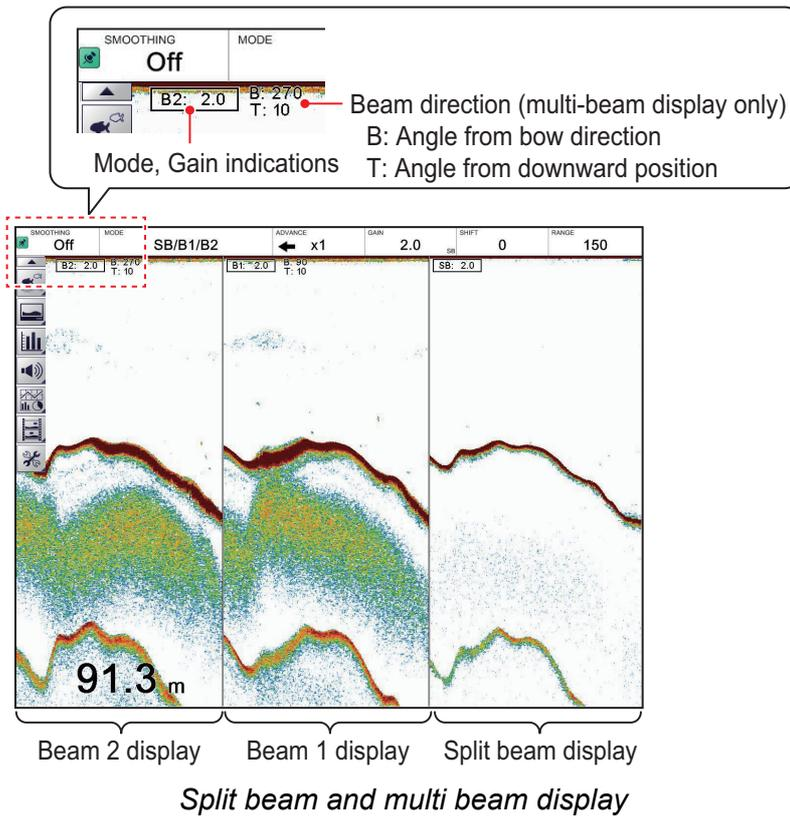 SMOOTHING MODE
Off
B2: 2.0 B: 270
T: 10
Beam direction (multi-beam display only)
B: Angle from bow direction
T: Angle from downward position
Mode, Gain indications
SMOOTHING MODE ADVANCE GAIN SHIFT RANGE
Off SB/B1/B2 x1 2.0 SB 0 150
B2: 2.0 B: 270 B1: 2.0 B: 90 SB: 2.0
T: 10 T: 10
91.3 m
Beam 2 display Beam 1 display Split beam display
Split beam and multi beam display